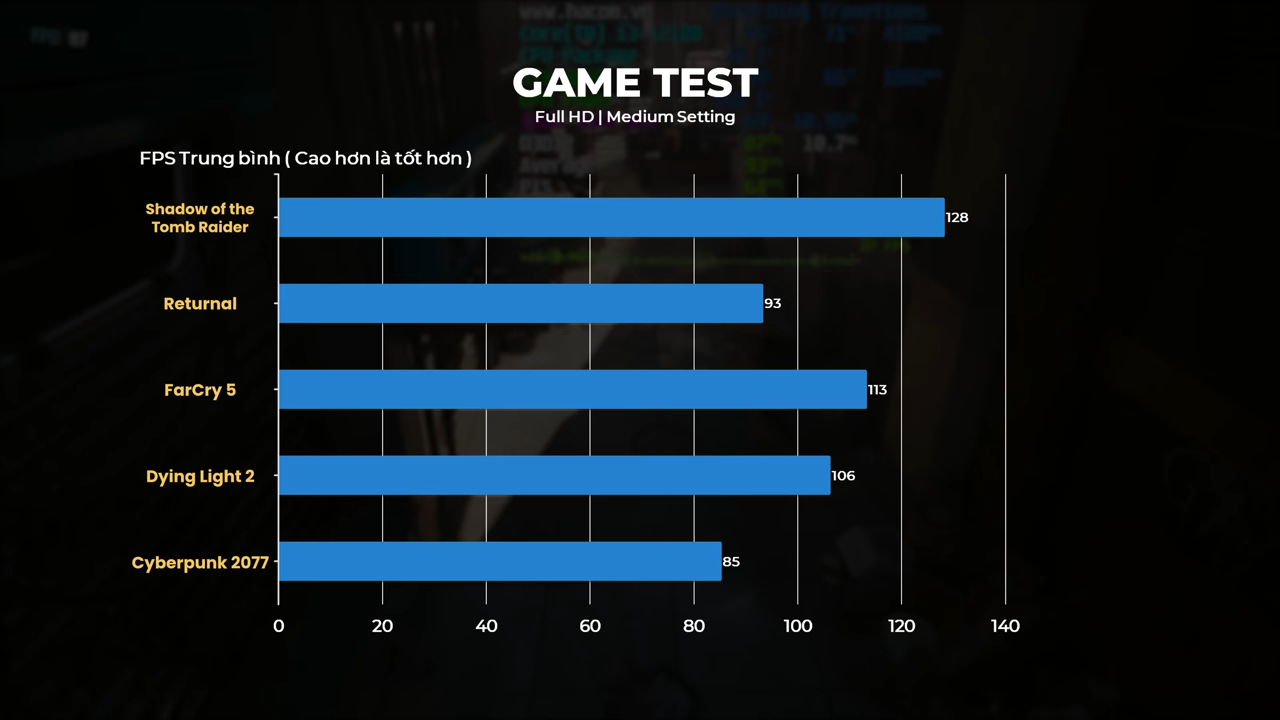 GAME TEST
Full HD | Medium Setting
FPS Trung bình ( Cao hơn là tốt hơn )
Shadow of the
Tomb Raider
128
Returnal
93
FarCry 5
113
Dying Light 2
106
Cyberpunk 2077
85
0 20 40 60 80 100 120 140